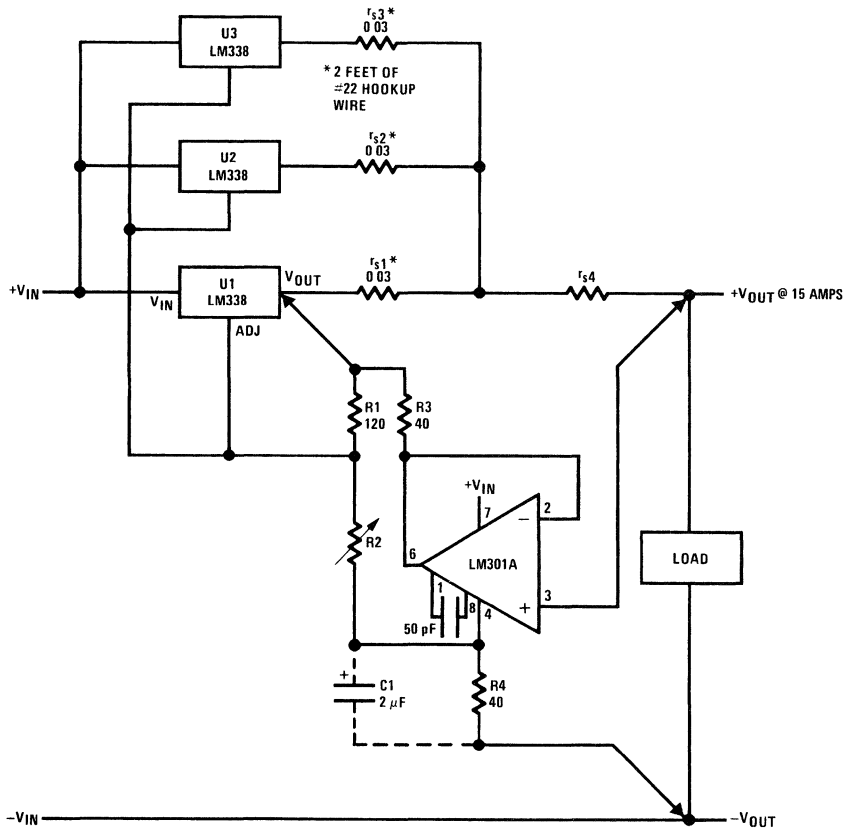 U3
LM338
rs3*
0 03
* 2 FEET OF
#22 HOOKUP
WIRE
U2
LM338
rs2*
0 03
+VIN
VIN
U1
LM338
VOUT
ADJ
rs1*
0 03
rs4
+VOUT @ 15 AMPS
R1
120
R3
40
+VIN
7
2
−
R2
6
LM301A
LOAD
1
8
4
+
3
50 pF
+
C1
2 μF
R4
40
−VIN
−VOUT